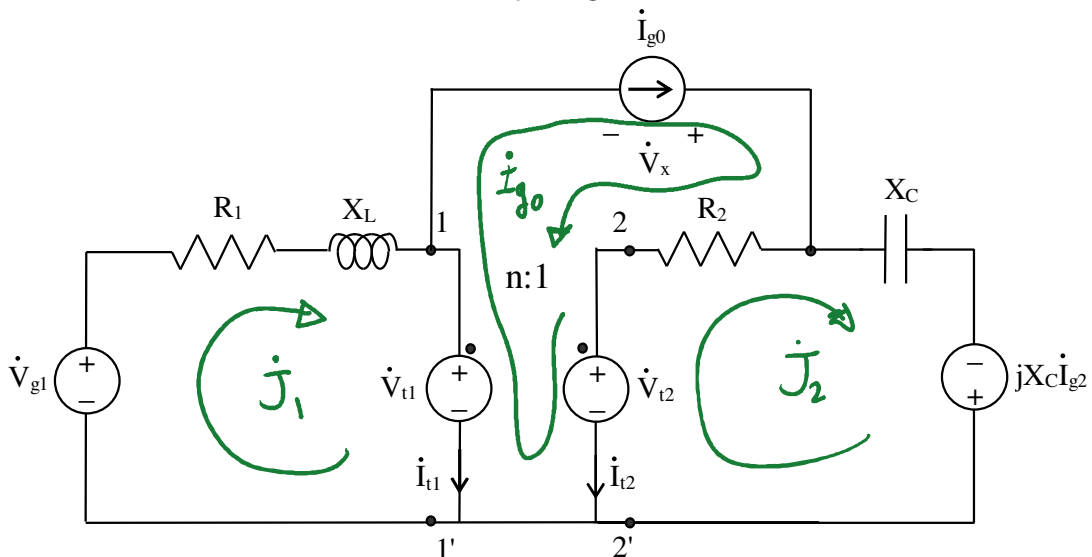 İg0
− +
V̇x
İg0
R1
XL
1
2
R2
XC
n:1
V̇g1
+
−
J̇1
V̇t1
+
−
+
−
V̇t2
J̇2
−
+
jXCİg2
İt1
İt2
1'
2'